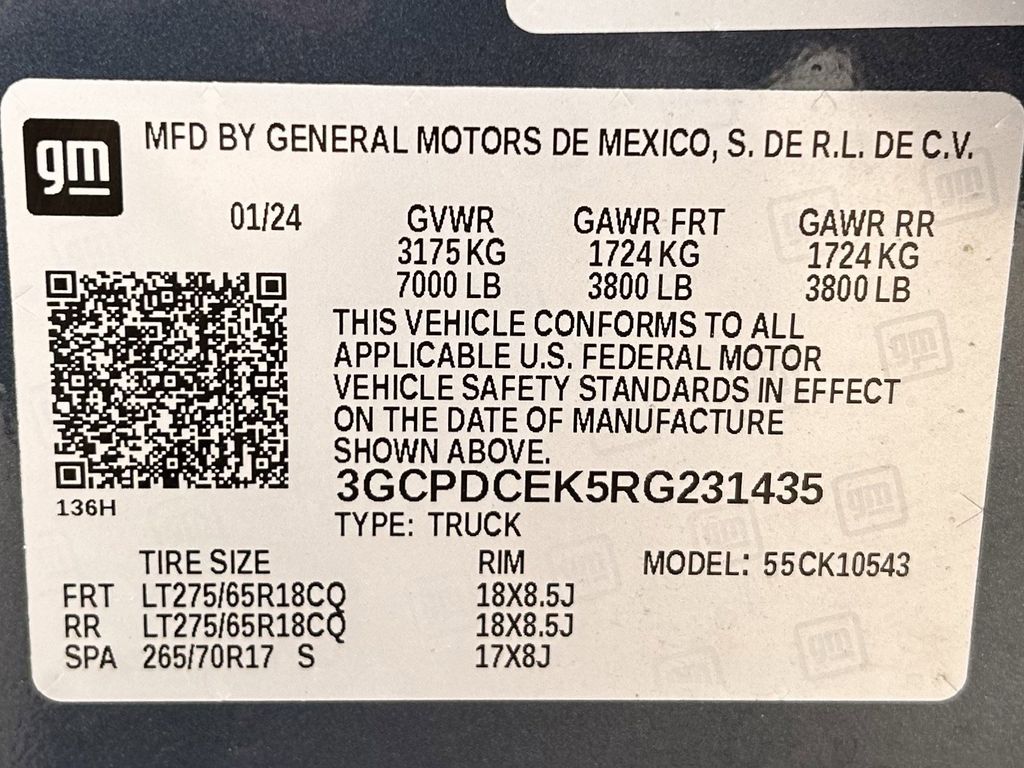 gm
MFD BY GENERAL MOTORS DE MEXICO, S. DE R.L. DE C.V.
01/24 GVWR GAWR FRT GAWR RR
3175 KG 1724 KG 1724 KG
7000 LB 3800 LB 3800 LB
THIS VEHICLE CONFORMS TO ALL
APPLICABLE U.S. FEDERAL MOTOR
VEHICLE SAFETY STANDARDS IN EFFECT
ON THE DATE OF MANUFACTURE
SHOWN ABOVE.
3GCPDCEK5RG231435
136H
TYPE: TRUCK
TIRE SIZE RIM MODEL: 55CK10543
FRT LT275/65R18CQ 18X8.5J
RR LT275/65R18CQ 18X8.5J
SPA 265/70R17 S 17X8J